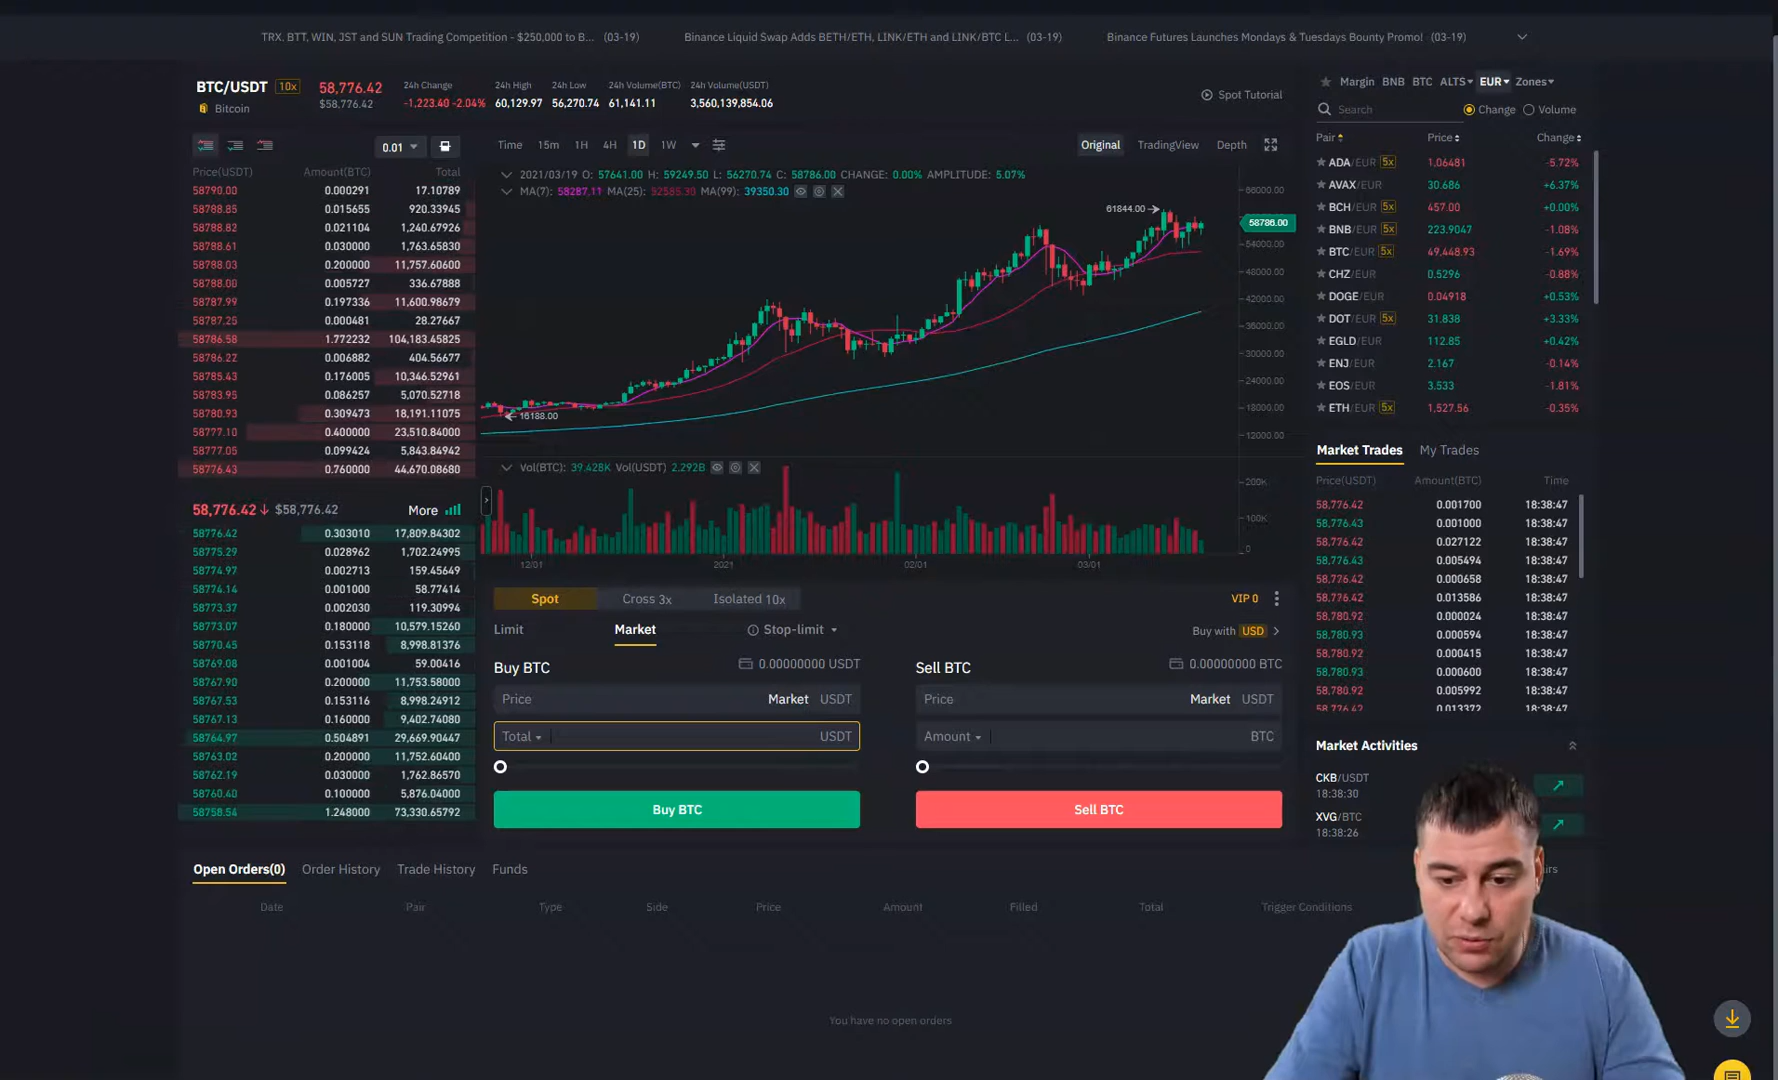 TRX, BTT, WIN, JST and SUN Trading Competition - $250,000 to B... (03-19)
Binance Liquid Swap Adds BETH/ETH, LINK/ETH and LINK/BTC L... (03-19)
Binance Futures Launches Mondays & Tuesdays Bounty Promo! (03-19)
BTC/USDT 10x
Bitcoin
58,776.42
$58,776.42
24h Change
-1,223.40 -2.04%
24h High
60,129.97
24h Low
56,270.74
24h Volume(BTC)
61,141.11
24h Volume(USDT)
3,560,139,854.06
Spot Tutorial
0.01
Price(USDT) Amount(BTC) Total
58790.00 0.000291 17.10789
58788.85 0.015655 920.33945
58788.82 0.021104 1,240.67926
58788.61 0.030000 1,763.65830
58788.03 0.200000 11,757.60600
58788.00 0.005727 336.67888
58787.99 0.197336 11,600.98679
58787.25 0.000481 28.27667
58786.58 1.772232 104,183.45825
58786.22 0.006882 404.56677
58785.43 0.176005 10,346.52961
58783.95 0.086257 5,070.52718
58780.93 0.309473 18,191.11075
58777.10 0.400000 23,510.84000
58777.05 0.099424 5,843.84942
58776.43 0.760000 44,670.08680
58,776.42 $58,776.42 More
58776.42 0.303010 17,809.84302
58775.29 0.028962 1,702.24995
58774.97 0.002713 159.45649
58774.14 0.001000 58.77414
58773.37 0.002030 119.30994
58773.07 0.180000 10,579.15260
58770.45 0.153118 8,998.81376
58769.08 0.001004 59.00416
58767.90 0.200000 11,753.58000
58767.53 0.153116 8,998.24912
58767.13 0.160000 9,402.74080
58764.97 0.504891 29,669.90447
58763.02 0.200000 11,752.60400
58762.19 0.030000 1,762.86570
58760.40 0.100000 5,876.04000
58758.54 1.248000 73,330.65792
Time 15m 1H 4H 1D 1W
Original TradingView Depth
2021/03/19 O: 57641.00 H: 59249.50 L: 56270.74 C: 58786.00 CHANGE: 0.00% AMPLITUDE: 5.07%
MA(7): 58287.11 MA(25): 52585.30 MA(99): 39350.30
66000.00
61844.00
58786.00
54000.00
48000.00
42000.00
36000.00
30000.00
24000.00
18000.00
16188.00
12000.00
Vol(BTC): 39.428K Vol(USDT) 2.292B
200K
100K
0
12/01 2021 02/01 03/01
Spot Cross 3x Isolated 10x
VIP 0
Limit Market Stop-limit
Buy with USD
Buy BTC 0.00000000 USDT
Price Market USDT
Total USDT
Buy BTC
Sell BTC 0.00000000 BTC
Price Market USDT
Amount BTC
Sell BTC
Margin BNB BTC ALTS EUR Zones
Search Change Volume
Pair Price Change
ADA/EUR 5x 1.06481 -5.72%
AVAX/EUR 30.686 +6.37%
BCH/EUR 5x 457.00 +0.00%
BNB/EUR 5x 223.9047 -1.08%
BTC/EUR 5x 49,448.93 -1.69%
CHZ/EUR 0.5296 -0.88%
DOGE/EUR 0.04918 +0.53%
DOT/EUR 5x 31.838 +3.33%
EGLD/EUR 112.85 +0.42%
ENJ/EUR 2.167 -0.14%
EOS/EUR 3.533 -1.81%
ETH/EUR 5x 1,527.56 -0.35%
Market Trades My Trades
Price(USDT) Amount(BTC) Time
58,776.42 0.001700 18:38:47
58,776.43 0.001000 18:38:47
58,776.42 0.027122 18:38:47
58,776.43 0.005494 18:38:47
58,776.42 0.000658 18:38:47
58,776.42 0.013586 18:38:47
58,780.92 0.000024 18:38:47
58,780.93 0.000594 18:38:47
58,780.92 0.000415 18:38:47
58,780.93 0.000600 18:38:47
58,780.92 0.005992 18:38:47
58,776.42 0.013372 18:38:47
Market Activities
CKB/USDT
18:38:30
XVG/BTC
18:38:26
Open Orders(0) Order History Trade History Funds
Date Pair Type Side Price Amount Filled Total Trigger Conditions
You have no open orders